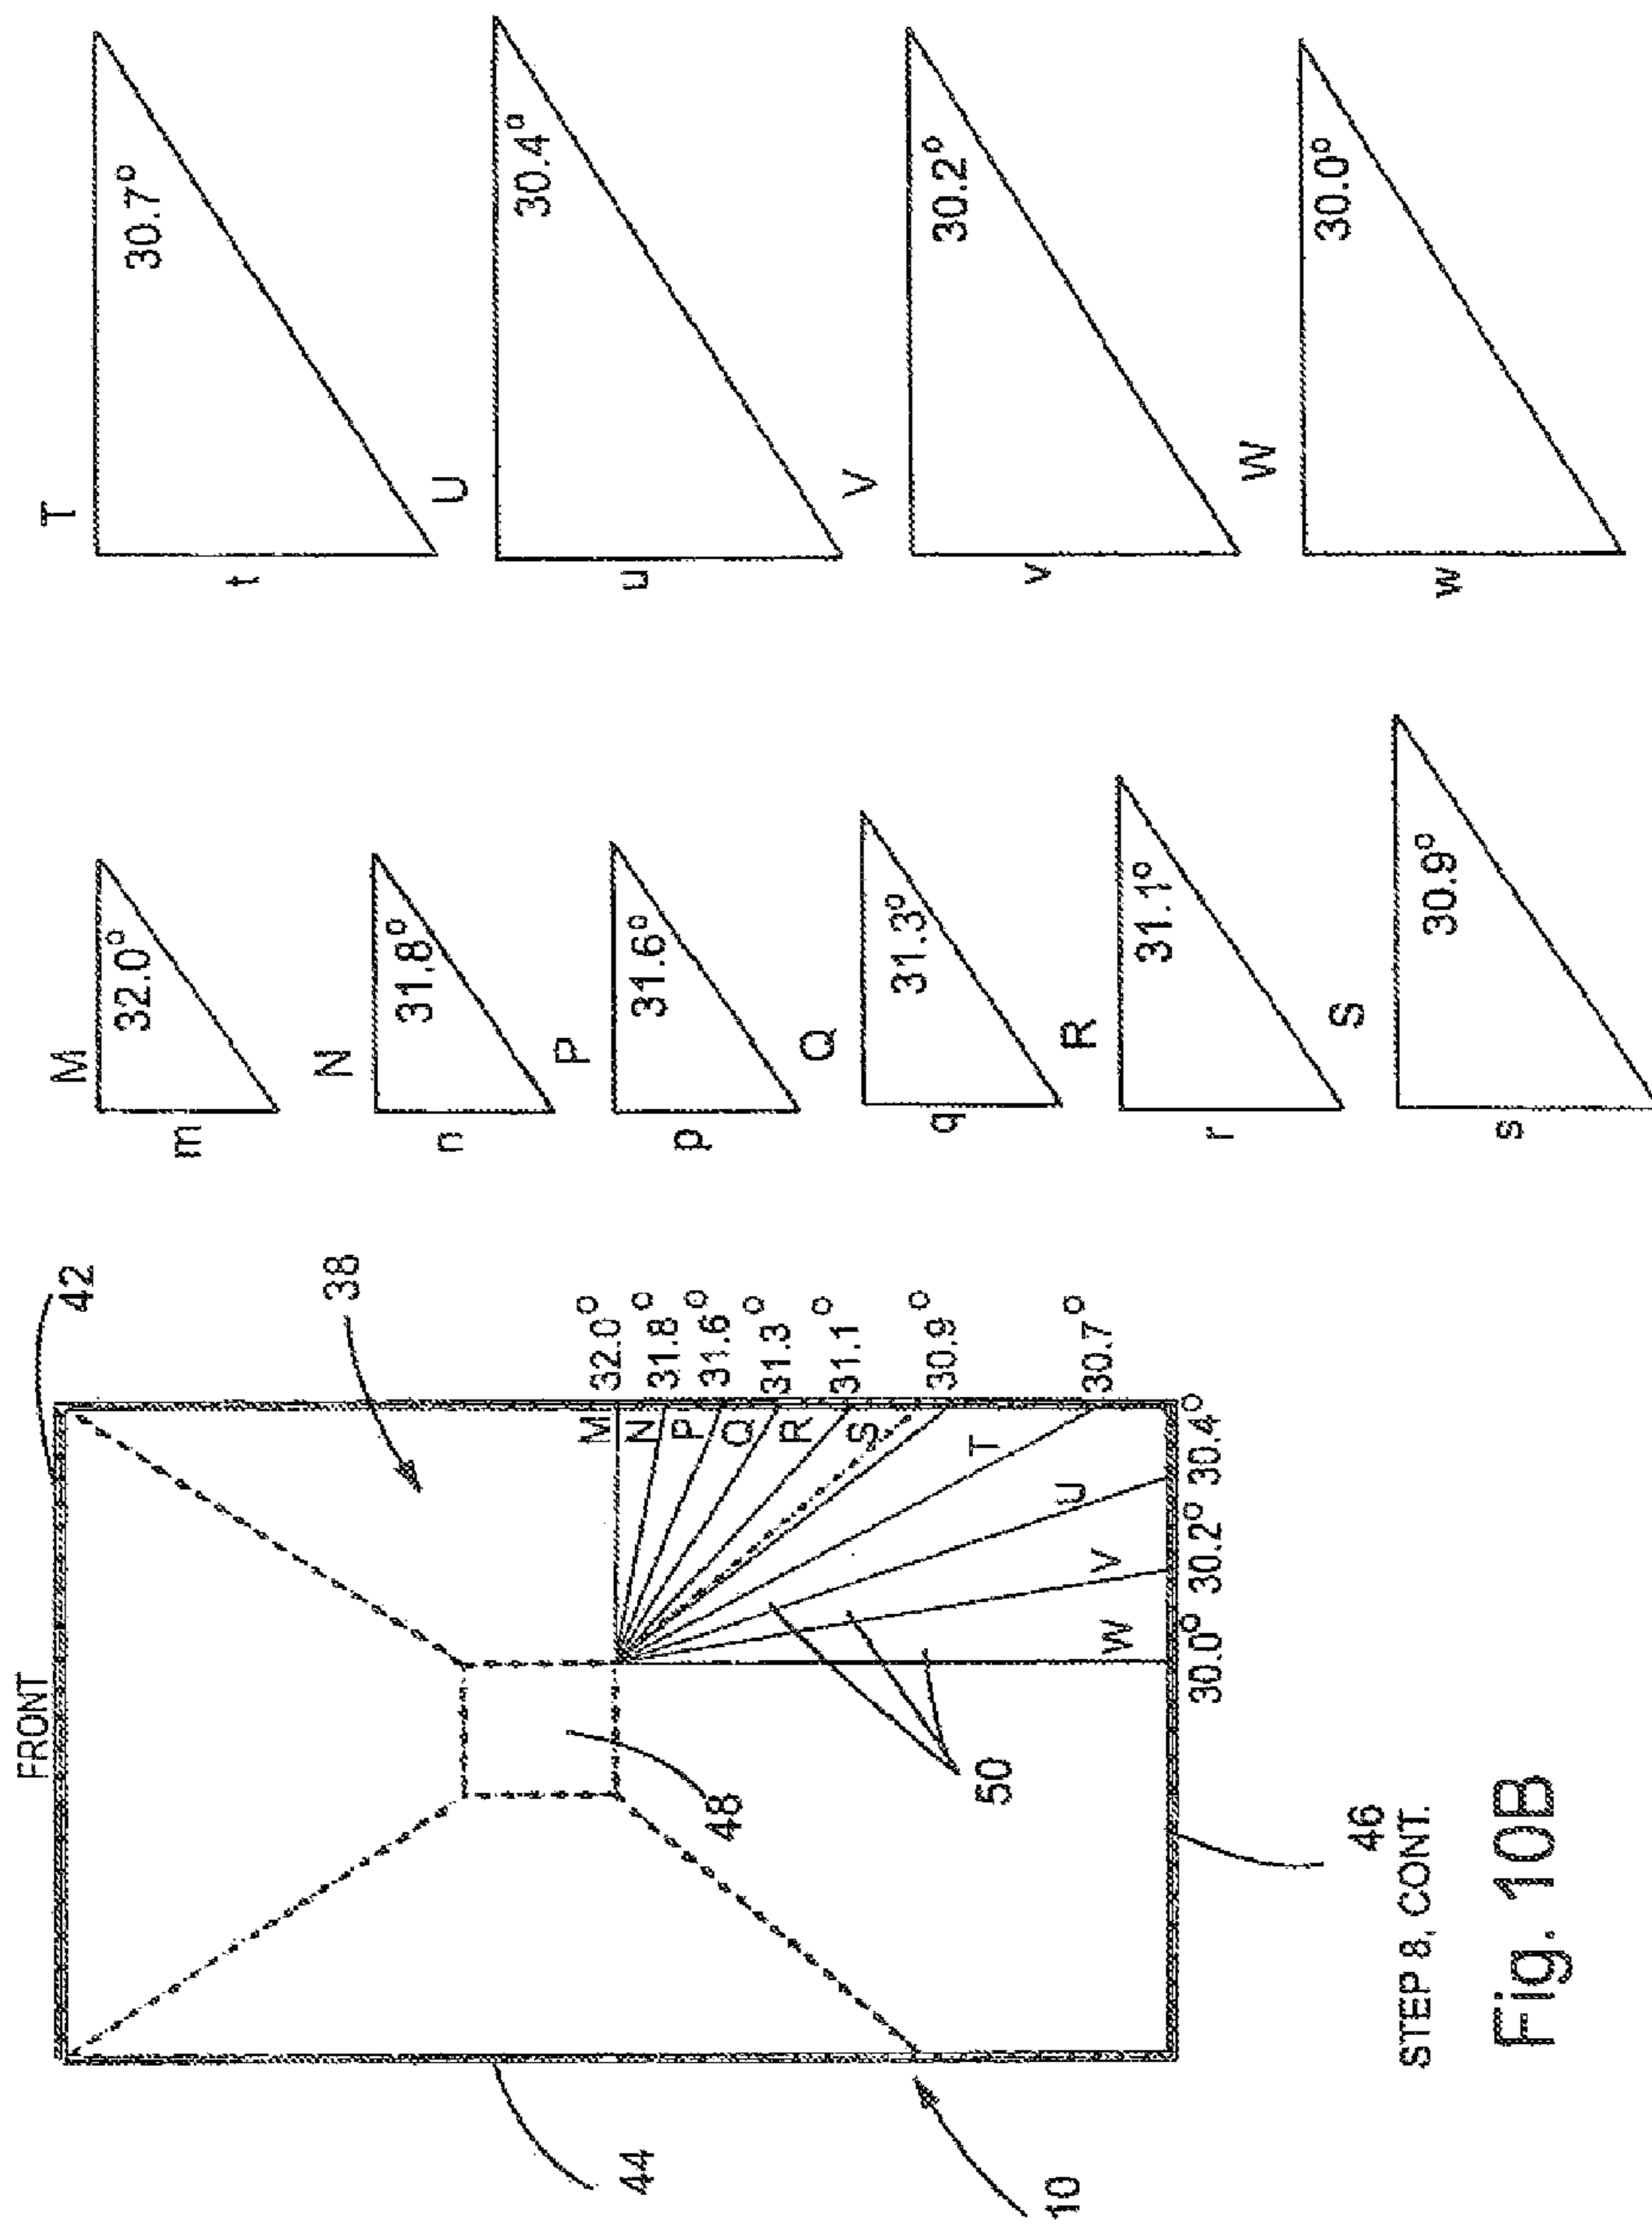 FRONT
42
38
44
10
48
50
46
M
N
P
Q
R
S
T
U
V
W
32.0°
31.8°
31.6°
31.3°
31.1°
30.9°
30.7°
30.4°
30.2°
30.0°
M
32.0°
m
N
31.8°
n
P
31.6°
p
Q
31.3°
q
R
31.1°
r
S
30.9°
s
T
30.7°
t
U
30.4°
u
V
30.2°
v
W
30.0°
w
STEP 8, CONT.
Fig. 10B